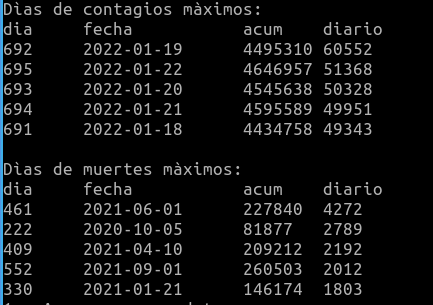 Dìas de contagios màximos:
dia fecha acum diario
692 2022-01-19 4495310 60552
695 2022-01-22 4646957 51368
693 2022-01-20 4545638 50328
694 2022-01-21 4595589 49951
691 2022-01-18 4434758 49343
Dìas de muertes màximos:
dia fecha acum diario
461 2021-06-01 227840 4272
222 2020-10-05 81877 2789
409 2021-04-10 209212 2192
552 2021-09-01 260503 2012
330 2021-01-21 146174 1803